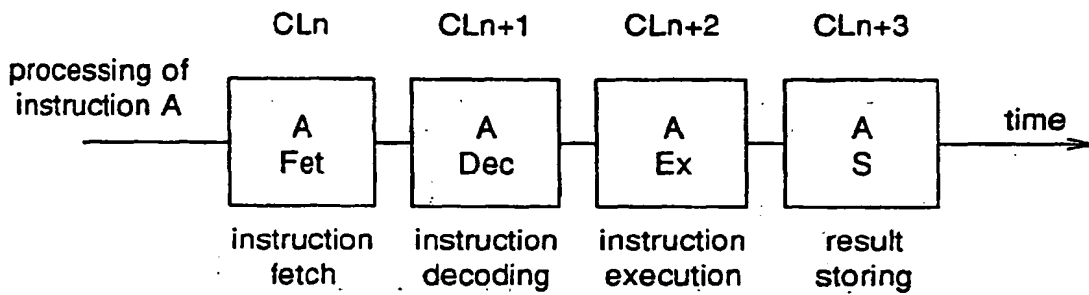 CLn CLn+1 CLn+2 CLn+3
processing of
instruction A
A A A A
Fet Dec Ex S
time
instruction instruction instruction result
fetch decoding execution storing